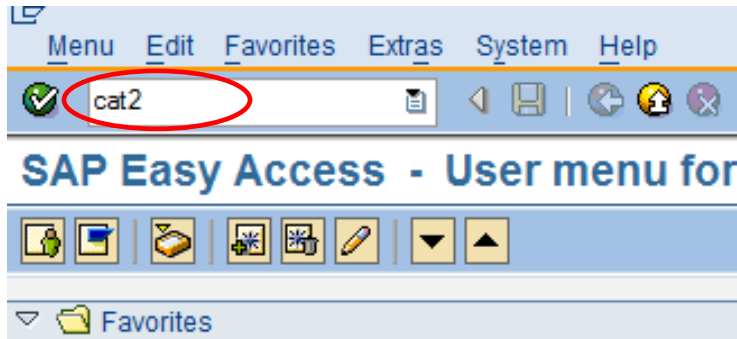 Menu Edit Favorites Extras System Help
cat2
SAP Easy Access - User menu for
Favorites